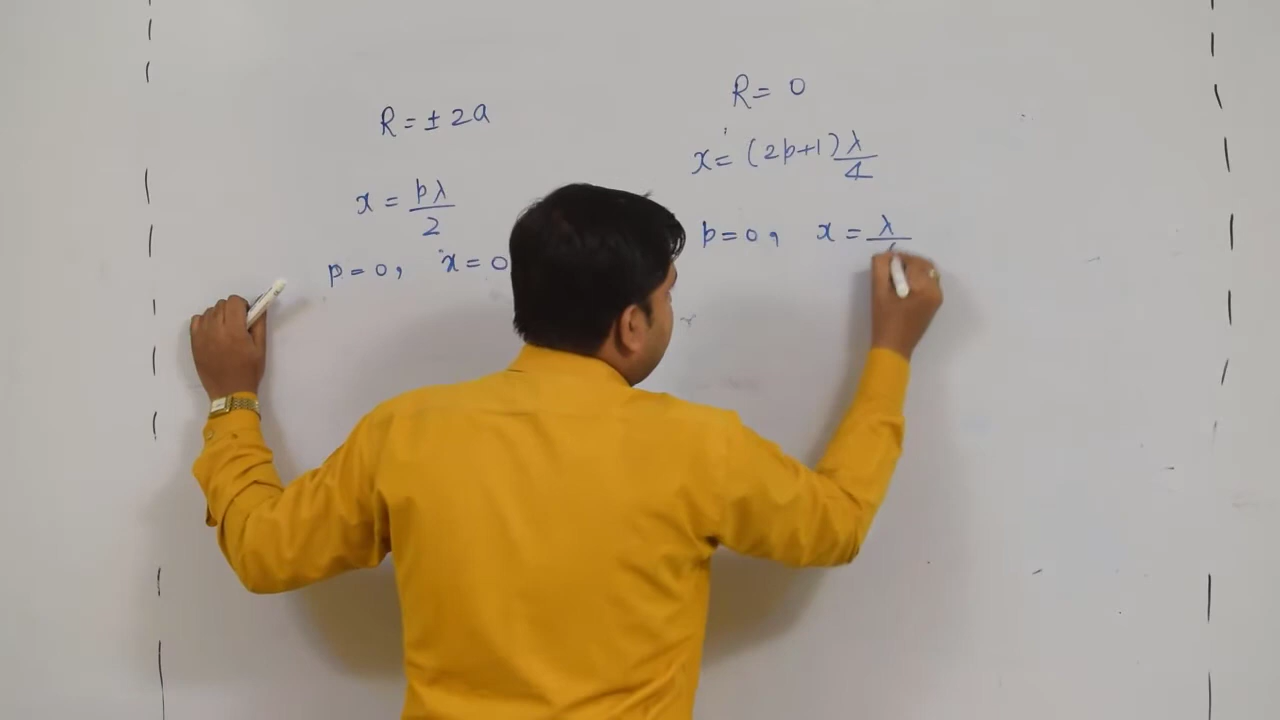 R = ± 2a
x = pλ/2
p = 0, x = 0
R = 0
x = (2p+1) λ/4
p = 0, x = λ/